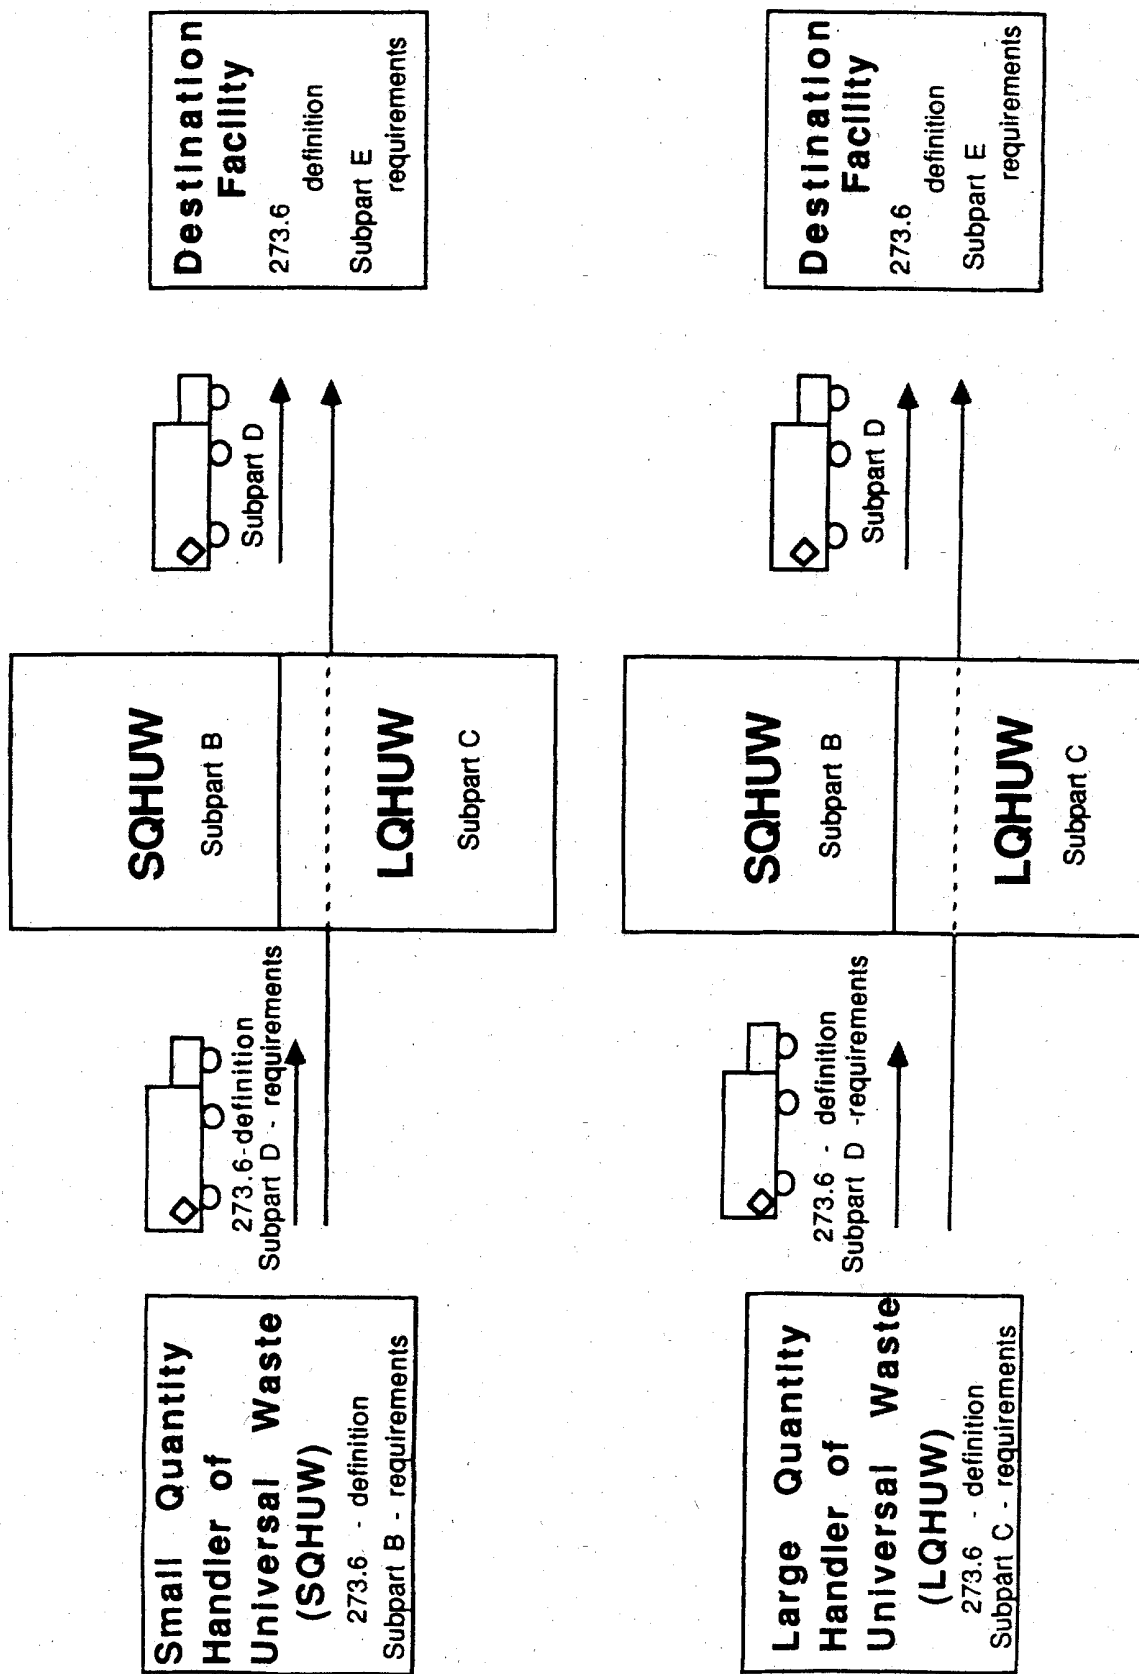 Small Quantity
Handler of
Universal Waste
(SQHUW)
273.6 - definition
Subpart B - requirements
273.6-definition
Subpart D - requirements
SQHUW
Subpart B
LQHUW
Subpart C
Subpart D
Destination
Facility
273.6
definition
Subpart E
requirements
Large Quantity
Handler of
Universal Waste
(LQHUW)
273.6 - definition
Subpart C - requirements
273.6 - definition
Subpart D -requirements
SQHUW
Subpart B
LQHUW
Subpart C
Subpart D
Destination
Facility
273.6
definition
Subpart E
requirements